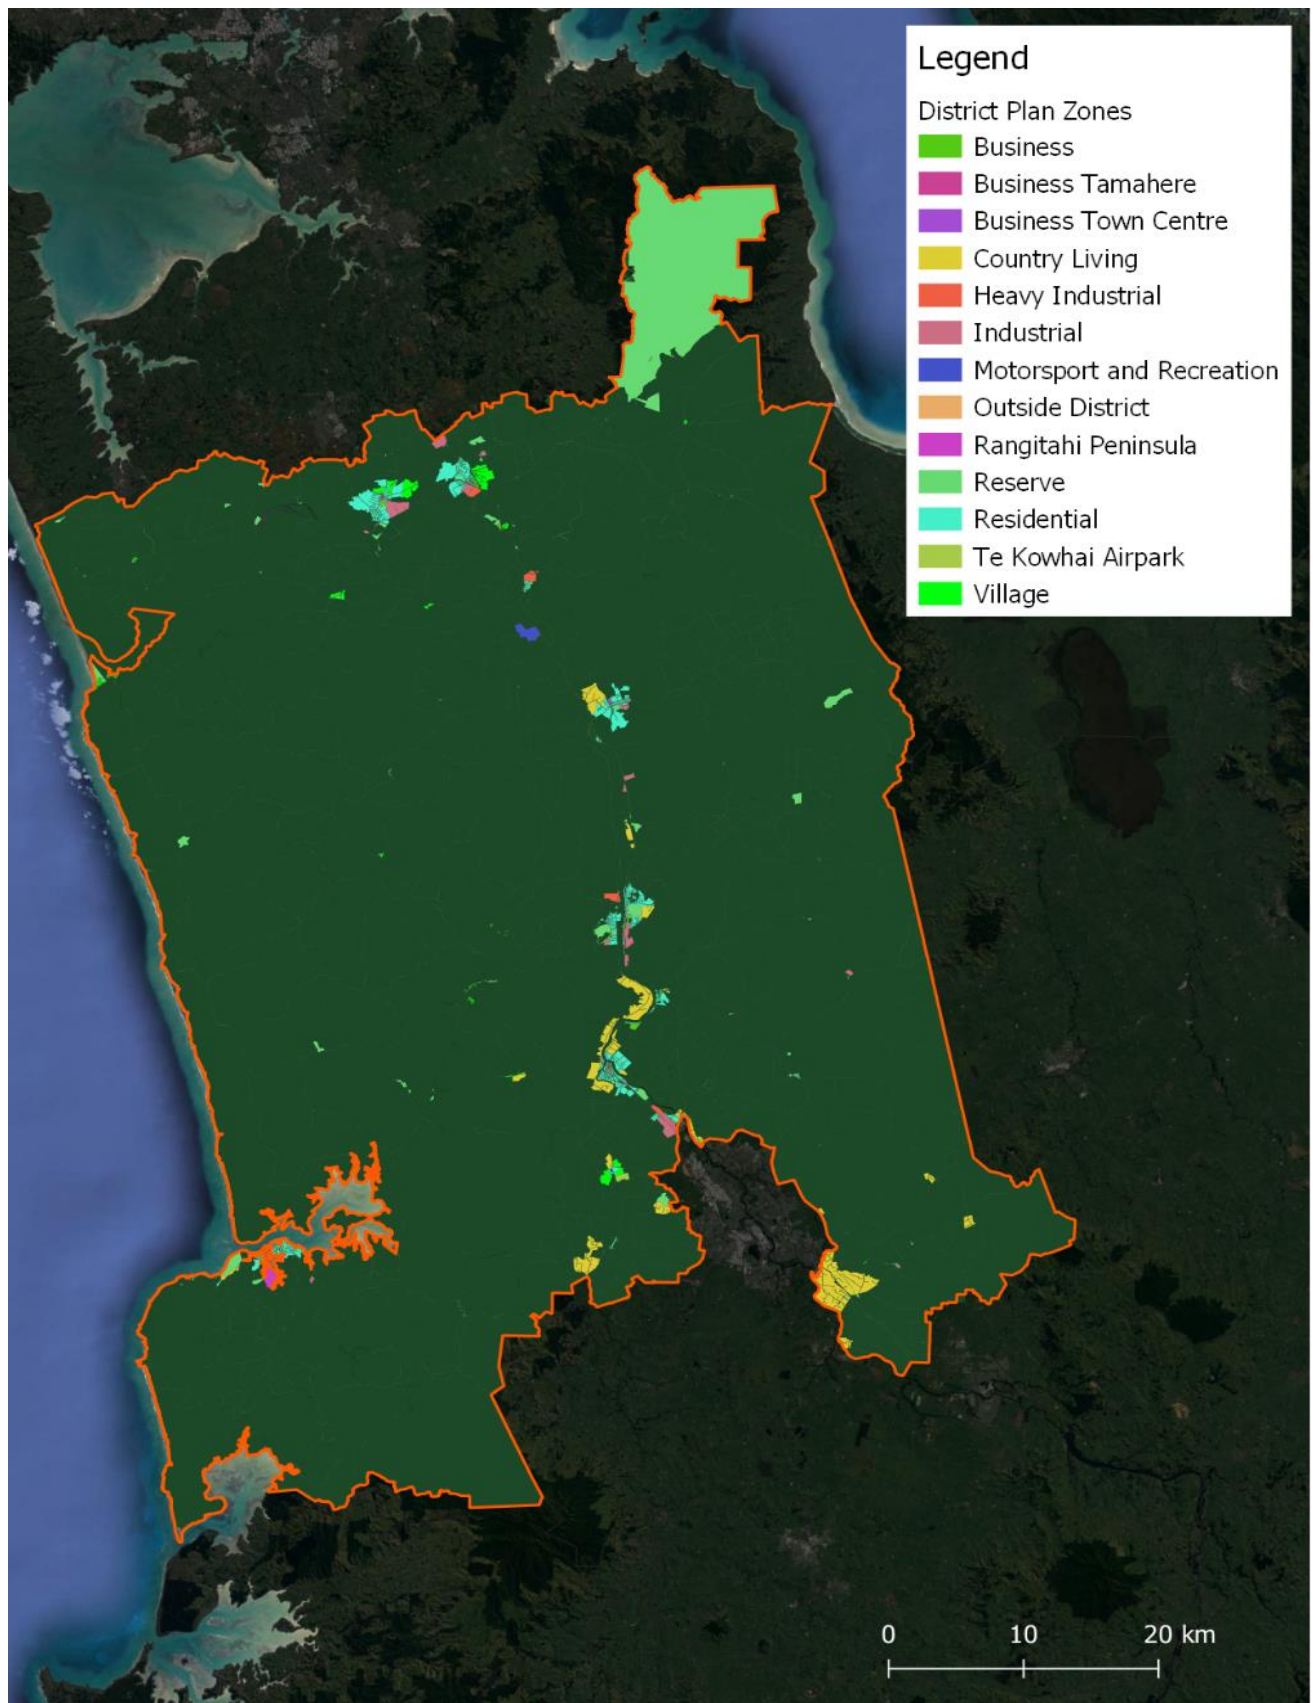 Legend
District Plan Zones
Business
Business Tamahere
Business Town Centre
Country Living
Heavy Industrial
Industrial
Motorsport and Recreation
Outside District
Rangitahi Peninsula
Reserve
Residential
Te Kowhai Airpark
Village
0 10 20 km